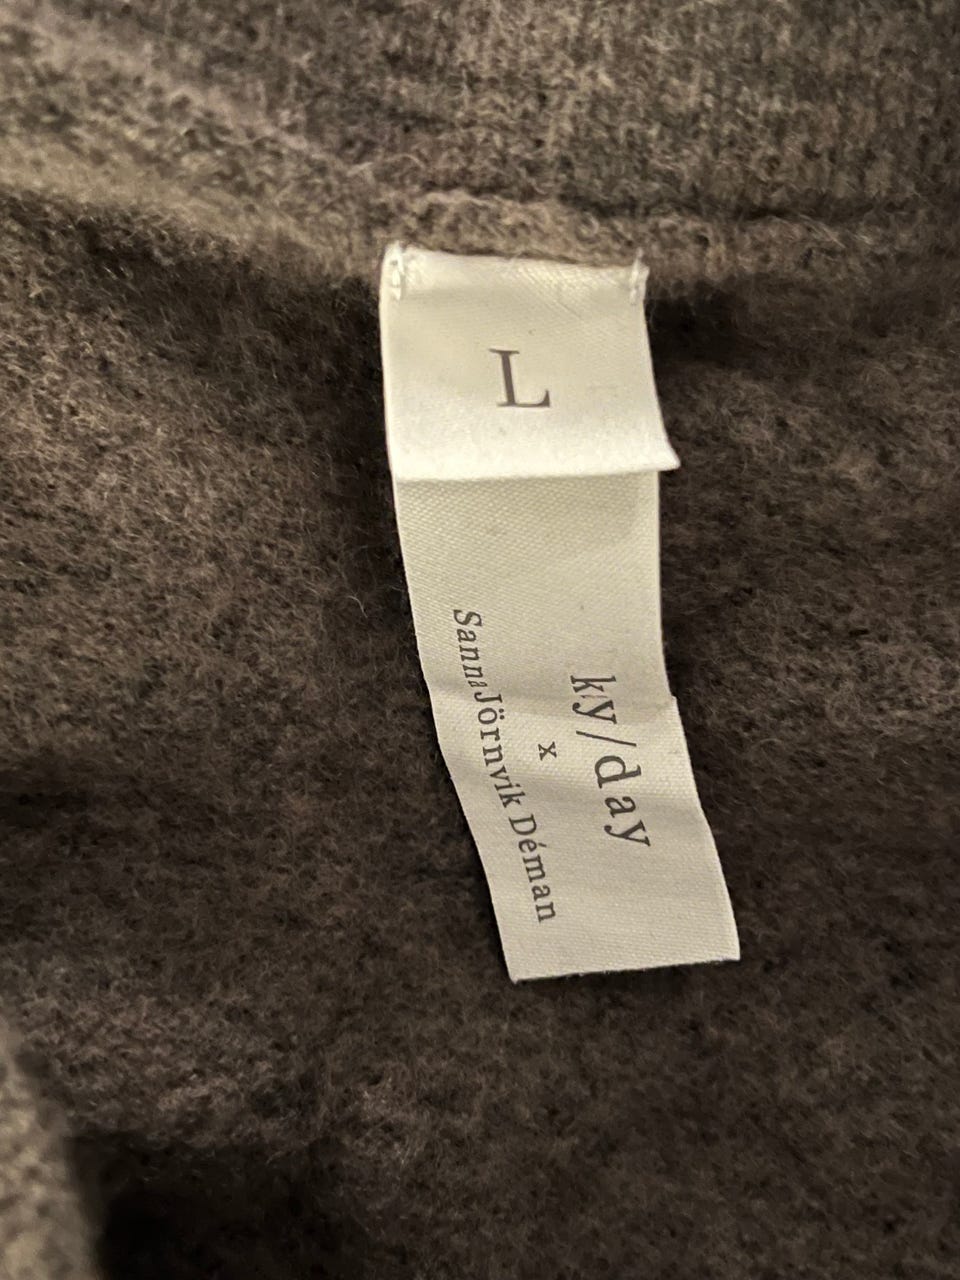 L
ky/day
x
Sanna Jörnvik Déman